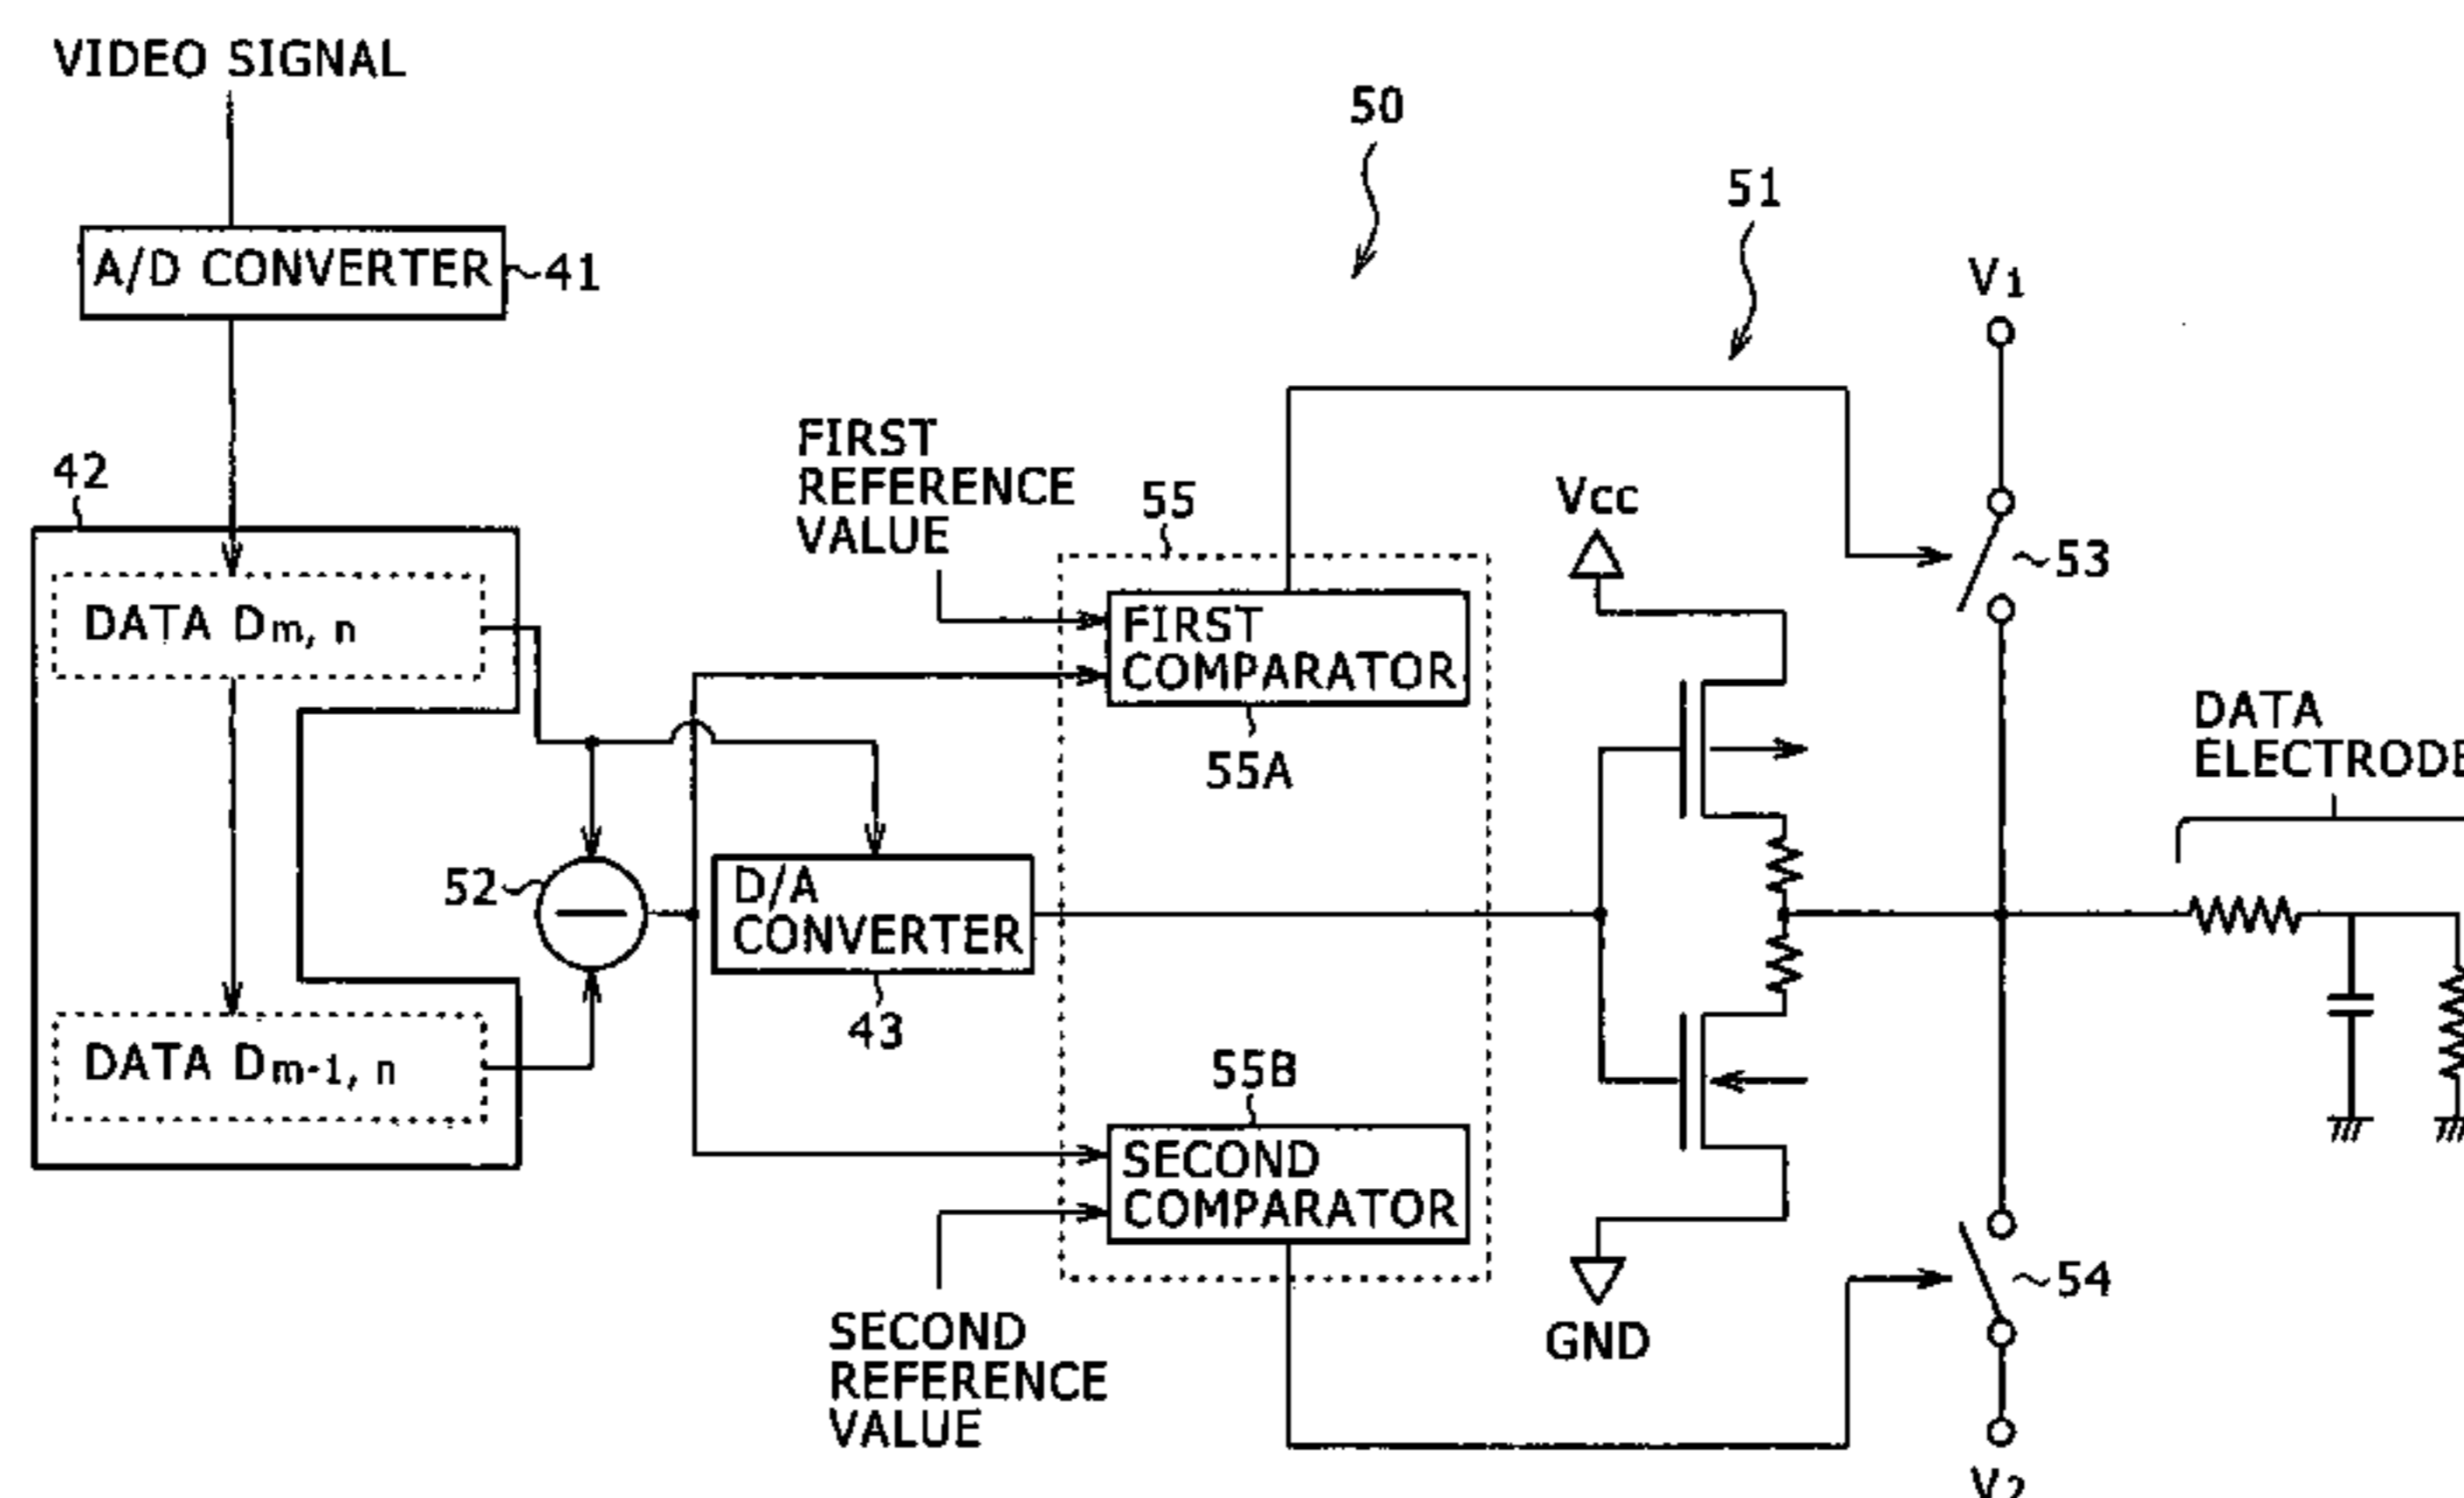 VIDEO SIGNAL
50
51
A/D CONVERTER
41
V1
42
FIRST
REFERENCE
VALUE
55
Vcc
53
DATA Dm, n
FIRST
COMPARATOR
55A
DATA
ELECTRODE
52
D/A
CONVERTER
43
DATA Dm-1, n
55B
SECOND
COMPARATOR
54
SECOND
REFERENCE
VALUE
GND
V2